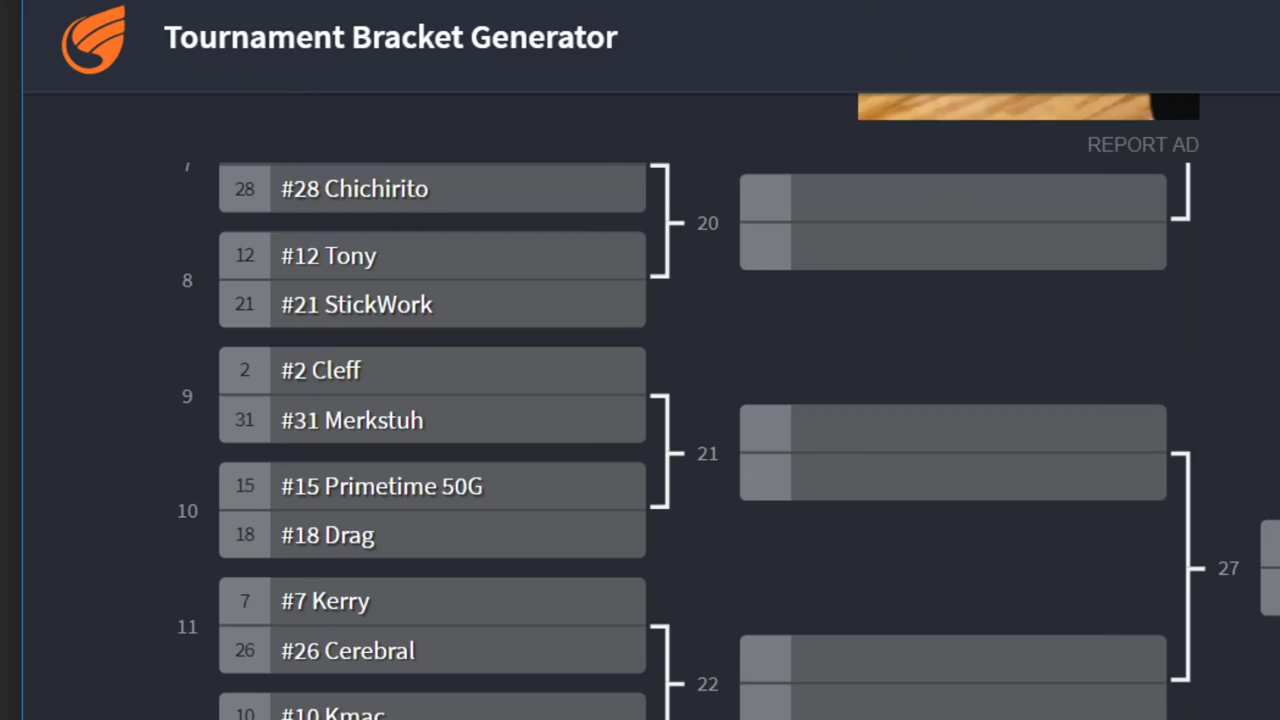 Tournament Bracket Generator
REPORT AD
28 #28 Chichirito
20
12 #12 Tony
8
21 #21 StickWork
2 #2 Cleff
9
31 #31 Merkstuh
21
15 #15 Primetime 50G
10
18 #18 Drag
27
7 #7 Kerry
11
26 #26 Cerebral
22
10 #10 Kmac